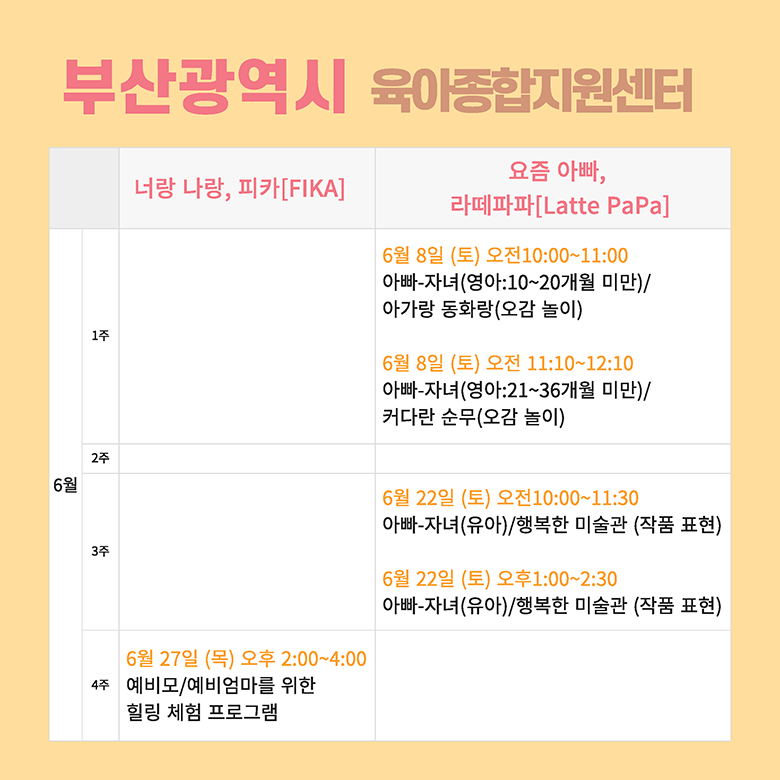 부산광역시 육아종합지원센터
너랑 나랑, 피카[FIKA]
요즘 아빠,
라떼파파[Latte PaPa]
6월
1주
6월 8일 (토) 오전10:00~11:00
아빠-자녀(영아:10~20개월 미만)/
아가랑 동화랑(오감 놀이)
6월 8일 (토) 오전 11:10~12:10
아빠-자녀(영아:21~36개월 미만)/
커다란 순무(오감 놀이)
2주
3주
6월 22일 (토) 오전10:00~11:30
아빠-자녀(유아)/행복한 미술관 (작품 표현)
6월 22일 (토) 오후1:00~2:30
아빠-자녀(유아)/행복한 미술관 (작품 표현)
4주
6월 27일 (목) 오후 2:00~4:00
예비모/예비엄마를 위한
힐링 체험 프로그램